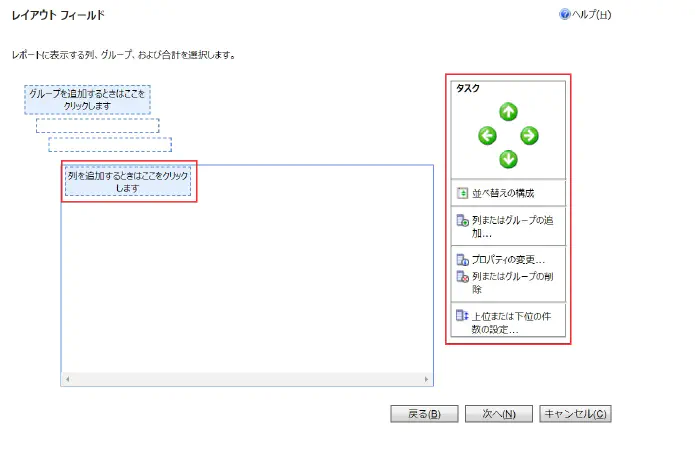 レイアウト フィールド
ヘルプ(H)
レポートに表示する列、グループ、および合計を選択します。
グループを追加するときはここを
クリックします
列を追加するときはここをクリック
します
タスク
並べ替えの構成
列またはグループの追
加...
プロパティの変更...
列またはグループの削
除
上位または下位の件
数の設定...
戻る(B)
次へ(N)
キャンセル(C)